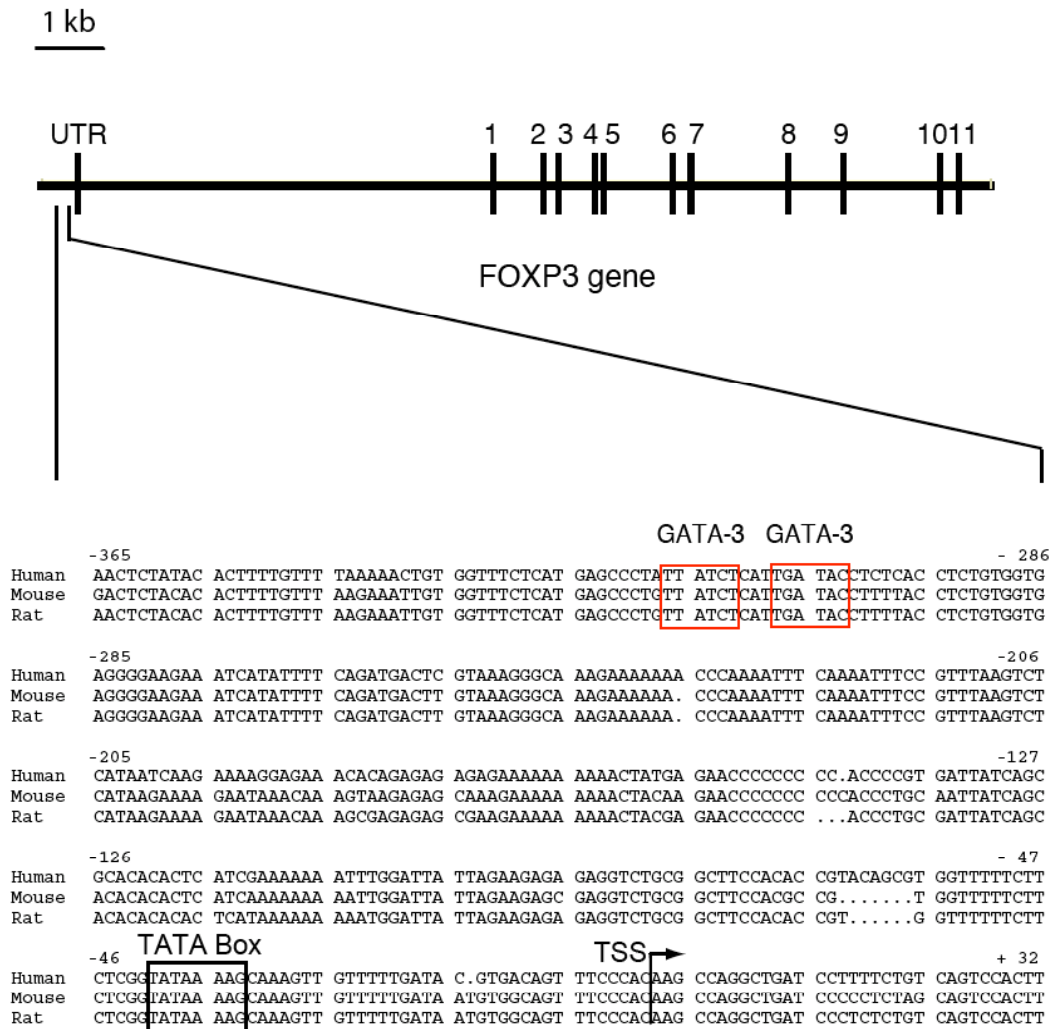 1 kb
UTR 1 2 3 4 5 6 7 8 9 10 11
FOXP3 gene
GATA-3 GATA-3
-365 - 286
Human AACTCTATAC ACTTTTGTTT TAAAAACTGT GGTTTCTCAT GAGCCCTATT ATCTCATTGA TACCTCTCAC CTCTGTGGTG
Mouse GACTCTACAC ACTTTTGTTT AAGAAATTGT GGTTTCTCAT GAGCCCTGTT ATCTCATTGA TACCTTTTAC CTCTGTGGTG
Rat AACTCTACAC ACTTTTGTTT AAGAAATTGT GGTTTCTCAT GAGCCCTGTT ATCTCATTGA TACCTTTTAC CTCTGTGGTG
-285 -206
Human AGGGGAAGAA ATCATATTTT CAGATGACTC GTAAAGGGCA AAGAAAAAAA ACCCAAAATTT CAAAATTTCC GTTTAAGTCT
Mouse AGGGGAAGAA ATCATATTTT CAGATGACTC GTAAAGGGCA AAGAAAAAA. CCCAAAATTT CAAAATTTCC GTTTAAGTCT
Rat AGGGGAAGAA ATCATATTTT CAGATGACTT GTAAAGGGCA AAGAAAAAA. CCCAAAATTT CAAAATTTCC GTTTAAGTCT
-205 -127
Human CATAATCAAG AAAAGGAGAA ACACAGAGAG AGAGAAAAAA AAAACTATGA GAACCCCCCC CC.ACCCCGT GATTATCAGC
Mouse CATAAGAAAA GAATAAACAA AGTAAGAGAG CAAAGAAAAA AAAACTACAA GAACCCCCCC CCCACCCTGC AATTATCAGC
Rat CATAAGAAAA GAATAAACAA AGCGAGAGAG CGAAGAAAAA AAAACTACGA GAACCCCCCC ...ACCCTGC GATTATCAGC
-126 - 47
Human GCACACACTC ATCGAAAAAA ATTTGGATTA TTAGAAGAGA GAGGTCTGCG GCTTCCACAC CGTACAGCGT GGTTTTTCTT
Mouse ACACACACTC ATCAAAAAAA AATTGGATTA TTAGAAGAGC GAGGTCTGCG GCTTCCACGC CG.......T GGTTTTTCTT
Rat ACACACACAC TCATAAAAAA AAATGGATTA TTAGAAGAGA GAGGTCTGCG GCTTCCACAC CGT......G GGTTTTTCTT
-46 TATA Box TSS + 32
Human CTCGGTATAA AAGCAAAGTT GTTTTTGATA C.GTGACAGT TTCCCACAAG CCAGGCTGAT CCTTTTCTGT CAGTCCACTT
Mouse CTCGGTATAA AAGCAAAGTT GTTTTTGATA ATGTGGCAGT TTCCCACAAG CCAGGCTGAT CCCCCTCTAG CAGTCCACTT
Rat CTCGGTATAA AAGCAAAGTT GTTTTTGATA ATGTGGCAGT TTCCCACAAG CCAGGCTGAT CCCTCTCTGT CAGTCCACTT